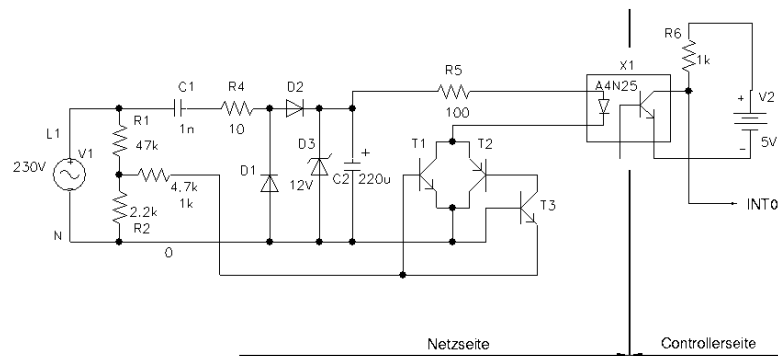 R6
1k
X1
A4N25
V2
+
5V
-
C1
1n
R4
10
D2
R5
100
L1
V1
230V
+
R1
47k
4.7k
1k
2.2k
R2
N
0
D1
D3
12V
C2
+
220u
T1
T2
T3
INT0
Netzseite
Controllerseite